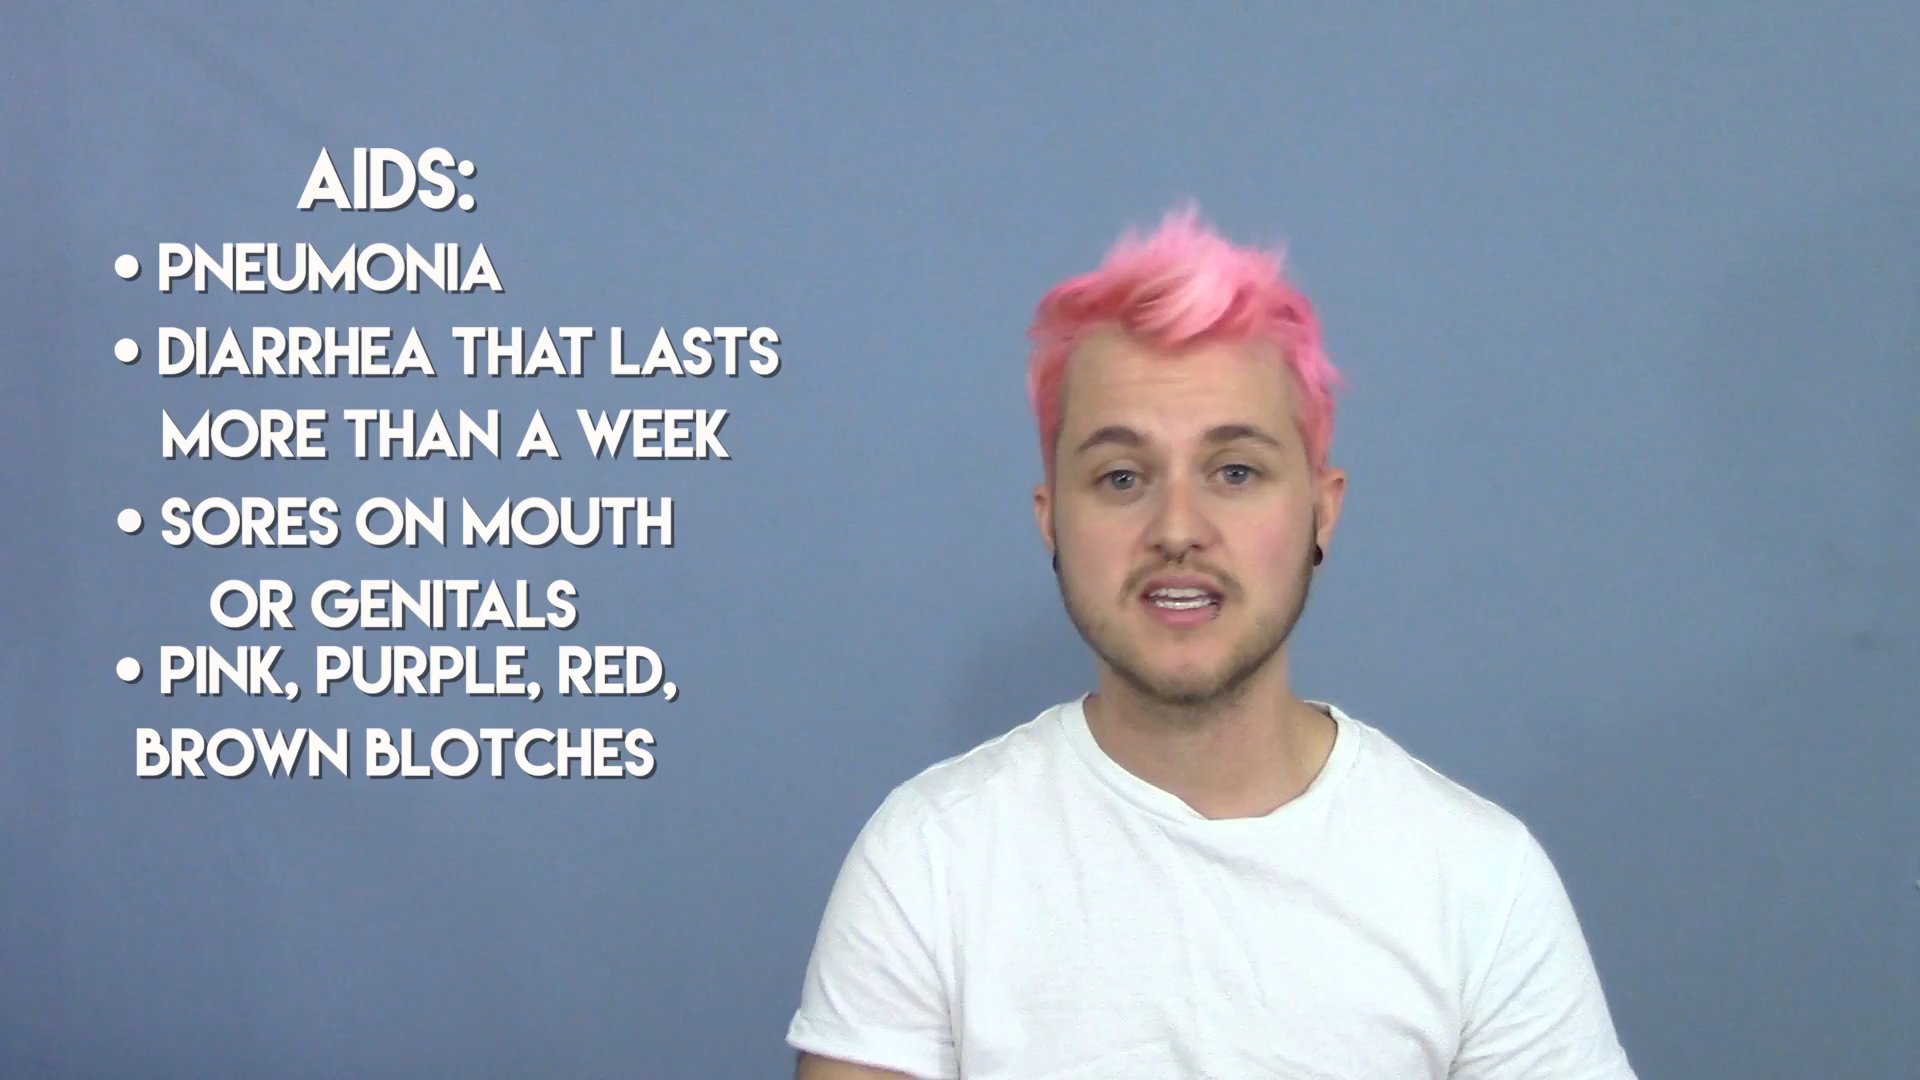 AIDS:
• PNEUMONIA
• DIARRHEA THAT LASTS
MORE THAN A WEEK
• SORES ON MOUTH
OR GENITALS
• PINK, PURPLE, RED,
BROWN BLOTCHES